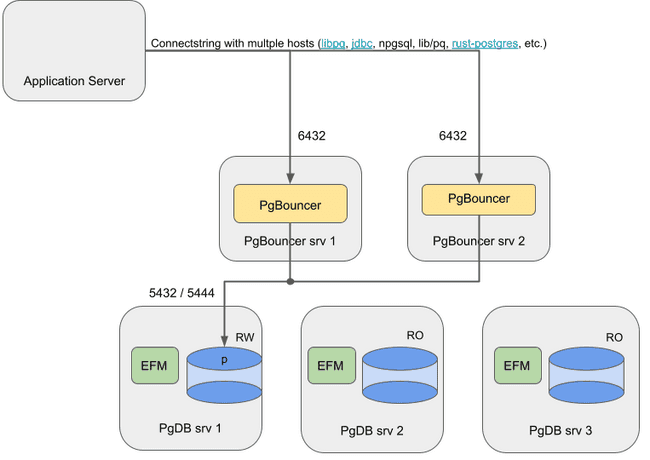 Connectstring with multple hosts (libpq, jdbc, npgsql, lib/pq, rust-postgres, etc.)
Application Server
6432
6432
PgBouncer
PgBouncer
PgBouncer srv 1
PgBouncer srv 2
5432 / 5444
RW
RO
RO
EFM
p
EFM
EFM
PgDB srv 1
PgDB srv 2
PgDB srv 3